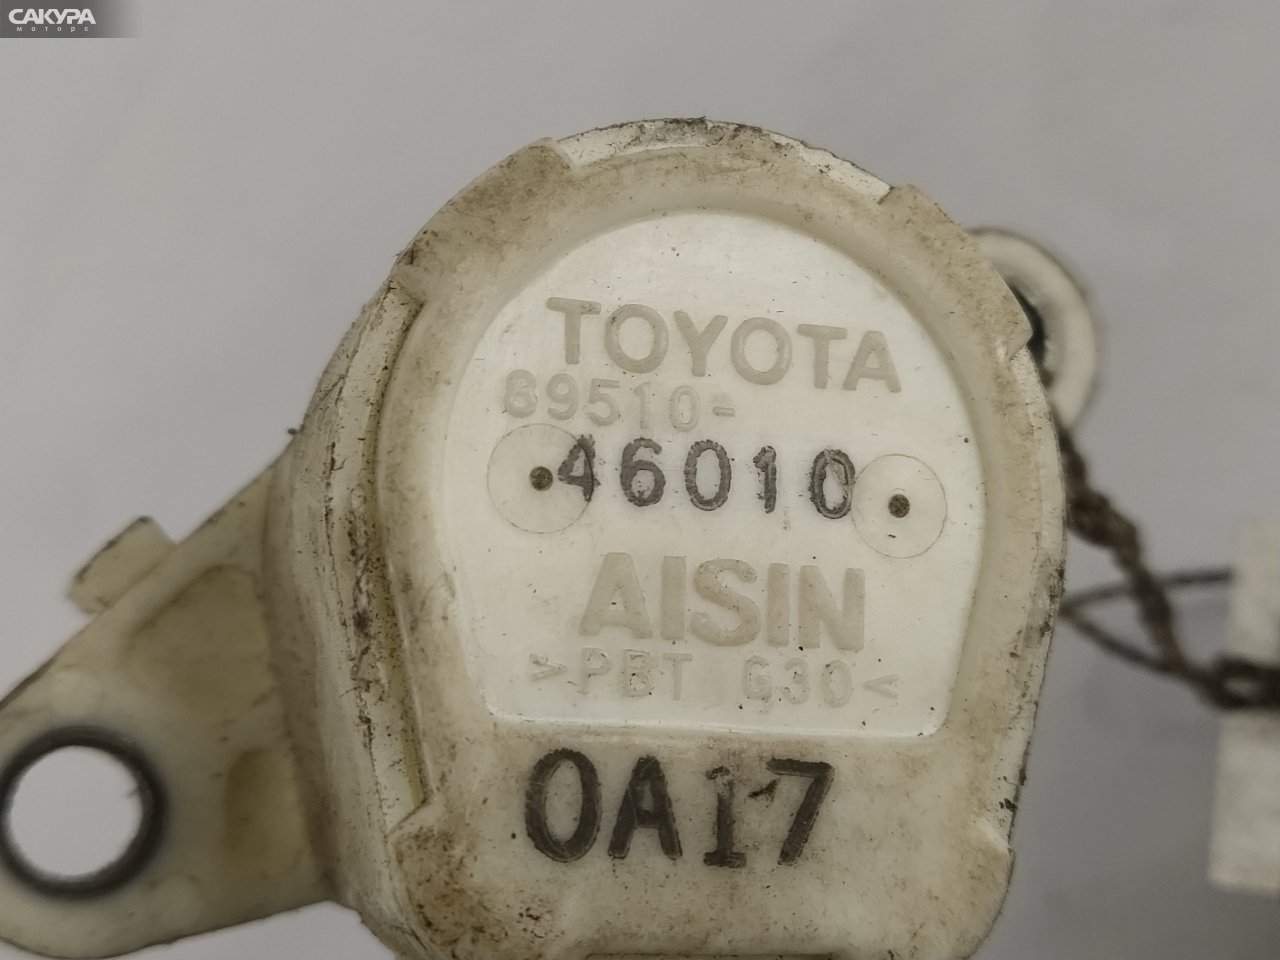 САКУРА
моторс
TOYOTA
89510-
46010
AISIN
>PBT G30<
0A17